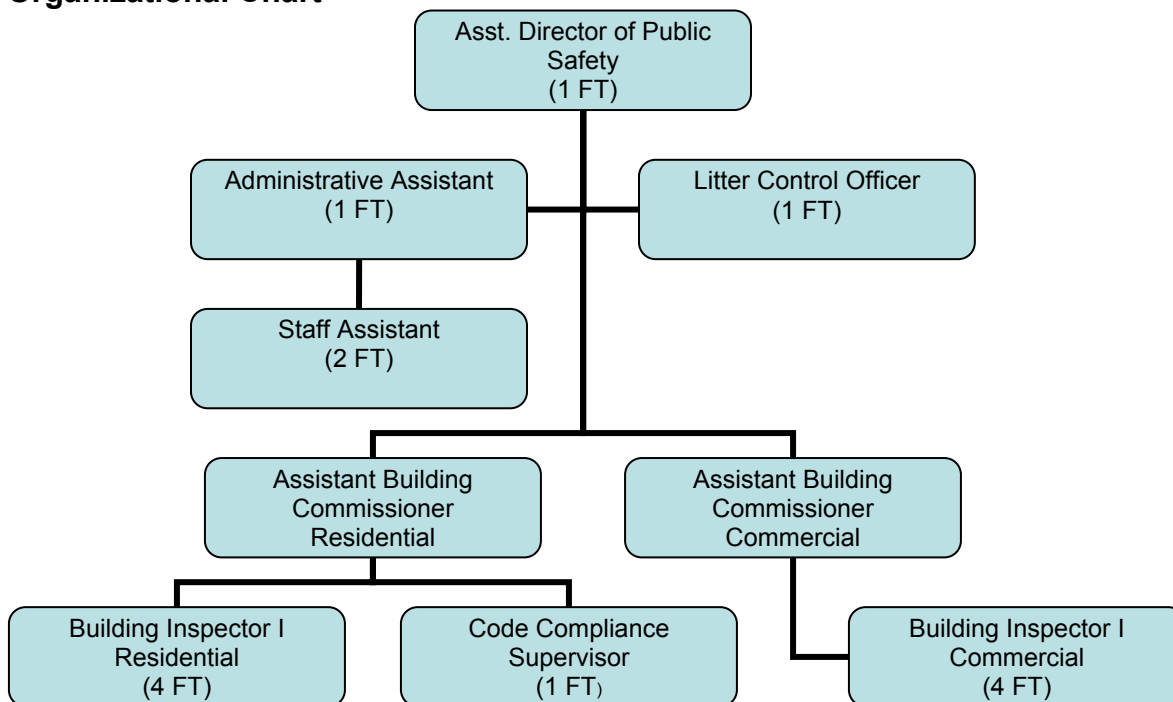 Organizational Chart
Asst. Director of Public
Safety
(1 FT)
Administrative Assistant
(1 FT)
Litter Control Officer
(1 FT)
Staff Assistant
(2 FT)
Assistant Building
Commissioner
Residential
Assistant Building
Commissioner
Commercial
Building Inspector I
Residential
(4 FT)
Code Compliance
Supervisor
(1 FT)
Building Inspector I
Commercial
(4 FT)